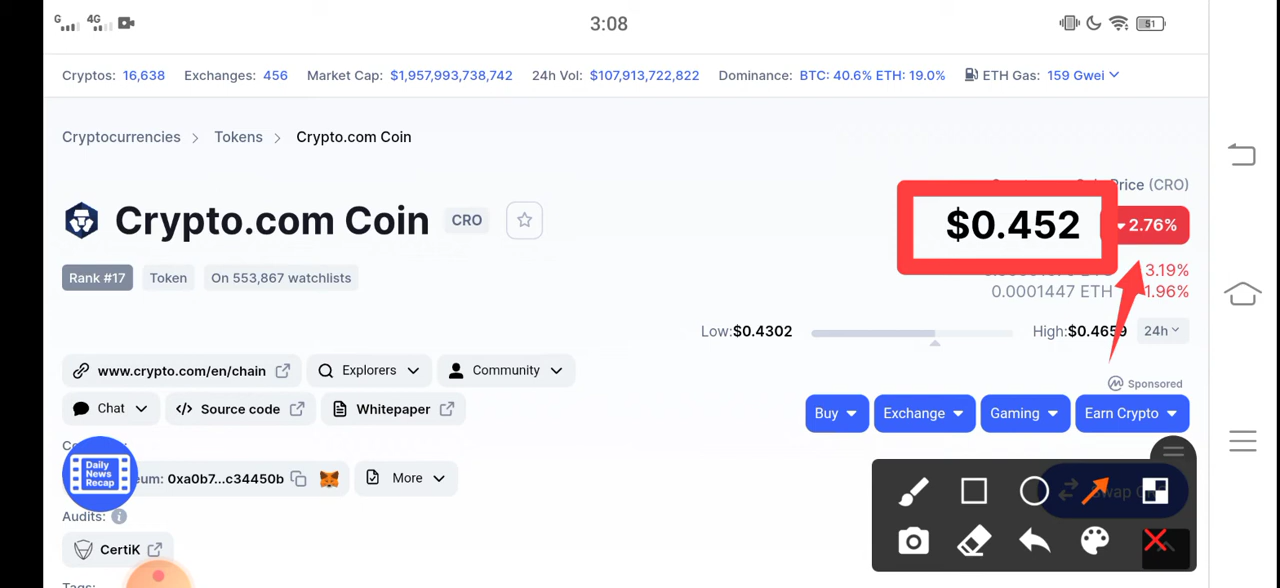 G 4G 3:08 51
Cryptos: 16,638 Exchanges: 456 Market Cap: $1,957,993,738,742 24h Vol: $107,913,722,822 Dominance: BTC: 40.6% ETH: 19.0% ETH Gas: 159 Gwei
Cryptocurrencies > Tokens > Crypto.com Coin
Price (CRO)
Crypto.com Coin CRO $0.452 2.76%
Rank #17 Token On 553,867 watchlists
3.19%
0.0001447 ETH 1.96%
Low:$0.4302 High:$0.4659 24h
www.crypto.com/en/chain Explorers Community
Sponsored
Chat Source code Whitepaper
Buy Exchange Gaming Earn Crypto
Daily
News
Recap
eum: 0xa0b7...c34450b More
Audits: i
CertiK
Tags: